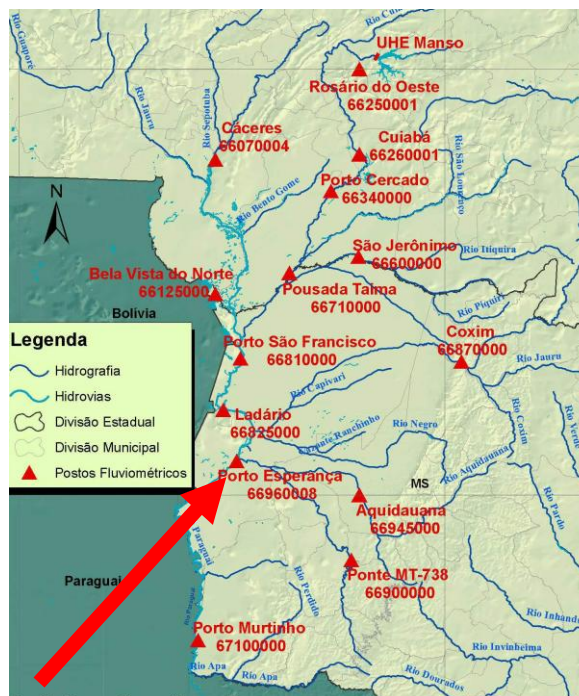 Rio Guaporé
Rio Cuiabá
UHE Manso
Rosário do Oeste
66250001
Rio Jauru
Rio Sepotuba
Cáceres
66070004
Cuiabá
66260001
Rio São Lourenço
Porto Cercado
66340000
Rio Bento Gome
N
São Jerônimo
66600000
Rio Itiquira
Bela Vista do Norte
66125000
Pousada Taima
66710000
Rio Piquiri
Bolívia
Legenda
Hidrografia
Hidrovias
Divisão Estadual
Divisão Municipal
Postos Fluviométricos
Porto São Francisco
66810000
Coxim
66870000
Rio Jauru
Rio Capivari
Ladário
66825000
Rio Negro
Rio Coxim
Rio Verde
Porto Esperança
66960008
Rio Aquidauana
MS
Aquidauana
66945000
Rio Pardo
Paraguai
Paraguai
Ponte MT-738
66900000
Rio Perdido
Rio Inhandu
Porto Murtinho
67100000
Rio Invinheima
Rio Apa
Rio Apa
Rio Dourados